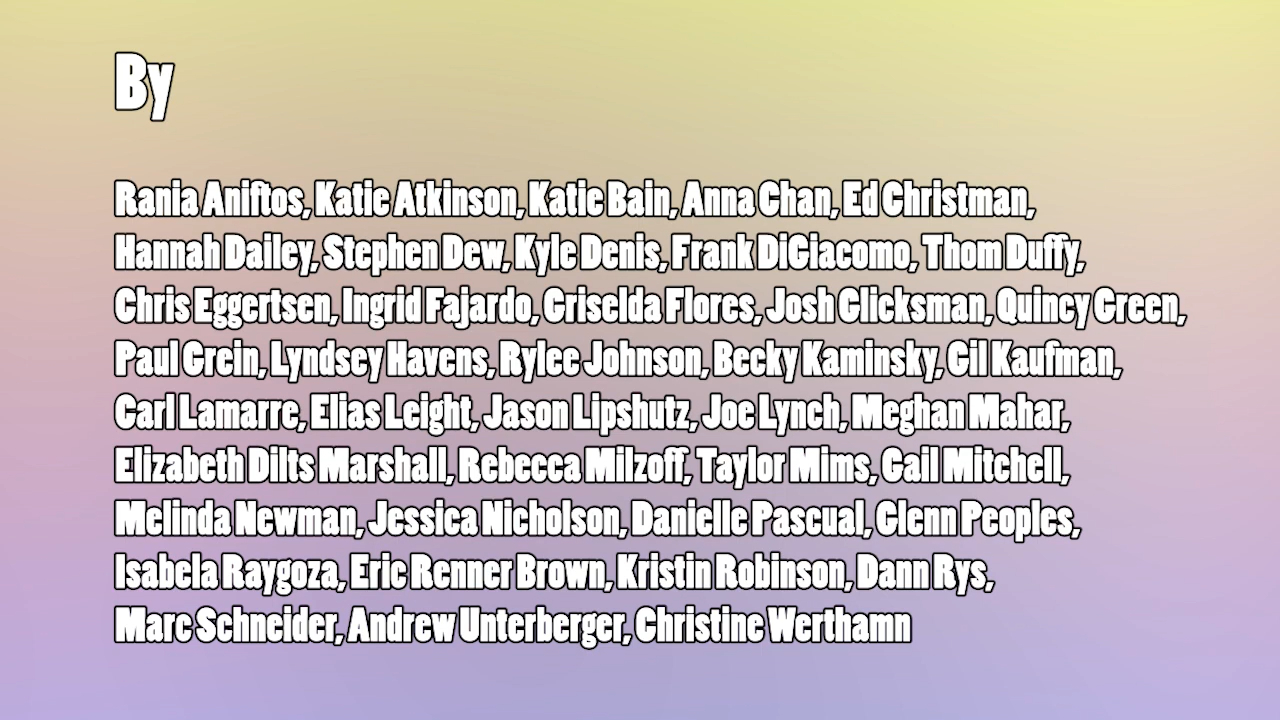 By
Rania Aniftos, Katie Atkinson, Katie Bain, Anna Chan, Ed Christman,
Hannah Dailey, Stephen Dew, Kyle Denis, Frank DiGiacomo, Thom Duffy,
Chris Eggertsen, Ingrid Fajardo, Griselda Flores, Josh Glicksman, Quincy Green,
Paul Grein, Lyndsey Havens, Rylee Johnson, Becky Kaminsky, Gil Kaufman,
Carl Lamarre, Elias Leight, Jason Lipshutz, Joe Lynch, Meghan Mahar,
Elizabeth Dilts Marshall, Rebecca Milzoff, Taylor Mims, Gail Mitchell,
Melinda Newman, Jessica Nicholson, Danielle Pascual, Glenn Peoples,
Isabela Raygoza, Eric Renner Brown, Kristin Robinson, Dann Rys,
Marc Schneider, Andrew Unterberger, Christine Werthamn